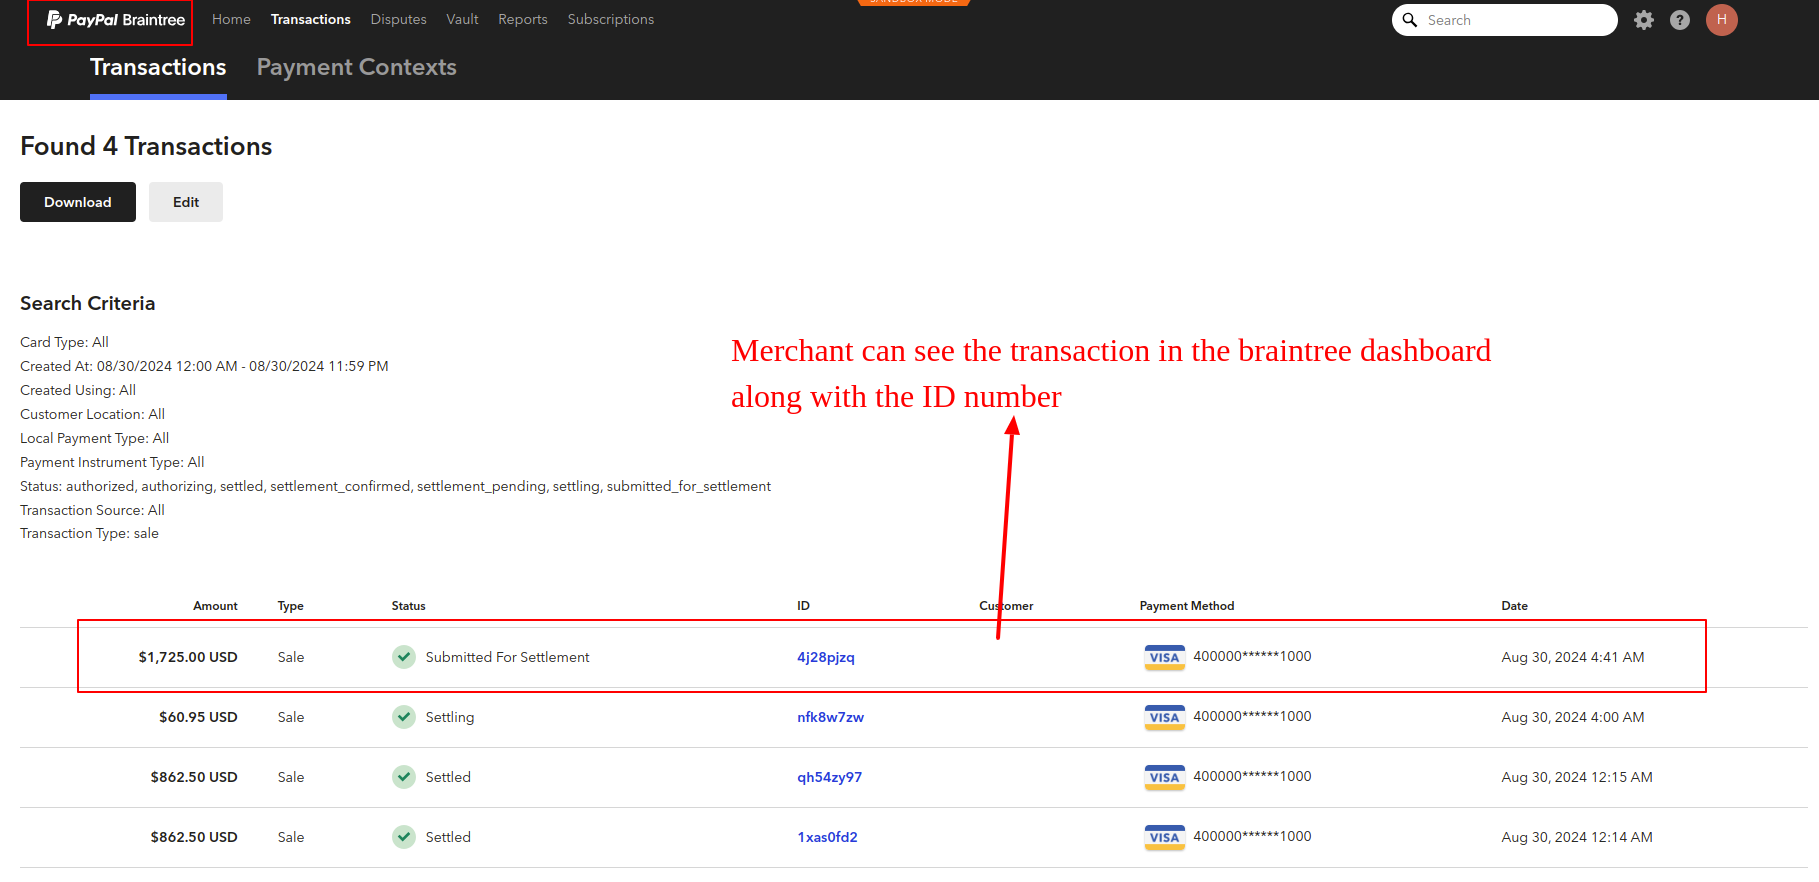 PayPal Braintree Home Transactions Disputes Vault Reports Subscriptions SANDBOX MODE Search ? H
Transactions Payment Contexts
Found 4 Transactions
Download Edit
Search Criteria
Card Type: All
Created At: 08/30/2024 12:00 AM - 08/30/2024 11:59 PM
Created Using: All
Customer Location: All
Local Payment Type: All
Payment Instrument Type: All
Status: authorized, authorizing, settled, settlement_confirmed, settlement_pending, settling, submitted_for_settlement
Transaction Source: All
Transaction Type: sale
Merchant can see the transaction in the braintree dashboard
along with the ID number
Amount Type Status ID Customer Payment Method Date
$1,725.00 USD Sale Submitted For Settlement 4j28pjzq VISA 400000******1000 Aug 30, 2024 4:41 AM
$60.95 USD Sale Settling nfk8w7zw VISA 400000******1000 Aug 30, 2024 4:00 AM
$862.50 USD Sale Settled qh54zy97 VISA 400000******1000 Aug 30, 2024 12:15 AM
$862.50 USD Sale Settled 1xas0fd2 VISA 400000******1000 Aug 30, 2024 12:14 AM